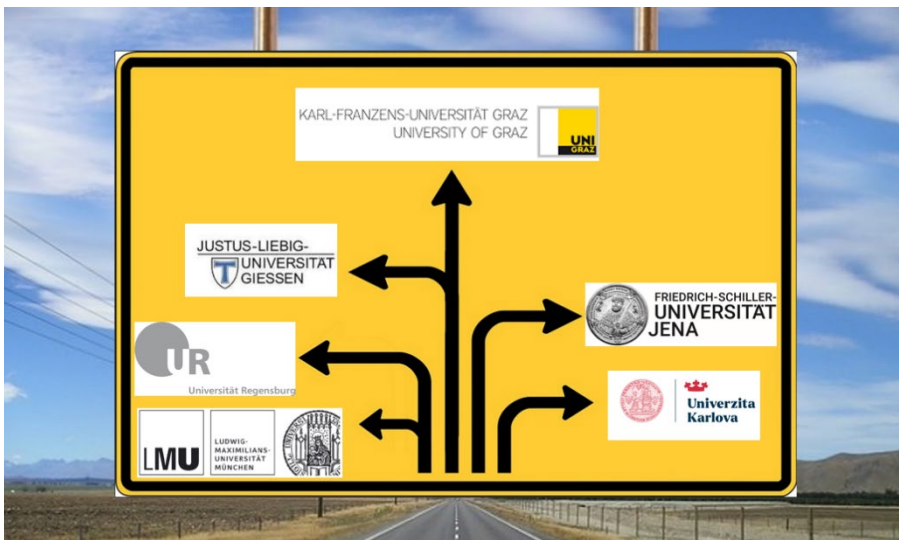 KARL-FRANZENS-UNIVERSITÄT GRAZ
UNIVERSITY OF GRAZ
UNI
GRAZ
JUSTUS-LIEBIG-
UNIVERSITÄT
GIESSEN
FRIEDRICH-SCHILLER-
UNIVERSITÄT
JENA
UR
Universität Regensburg
Univerzita
Karlova
LMU
LUDWIG-
MAXIMILIANS-
UNIVERSITÄT
MÜNCHEN